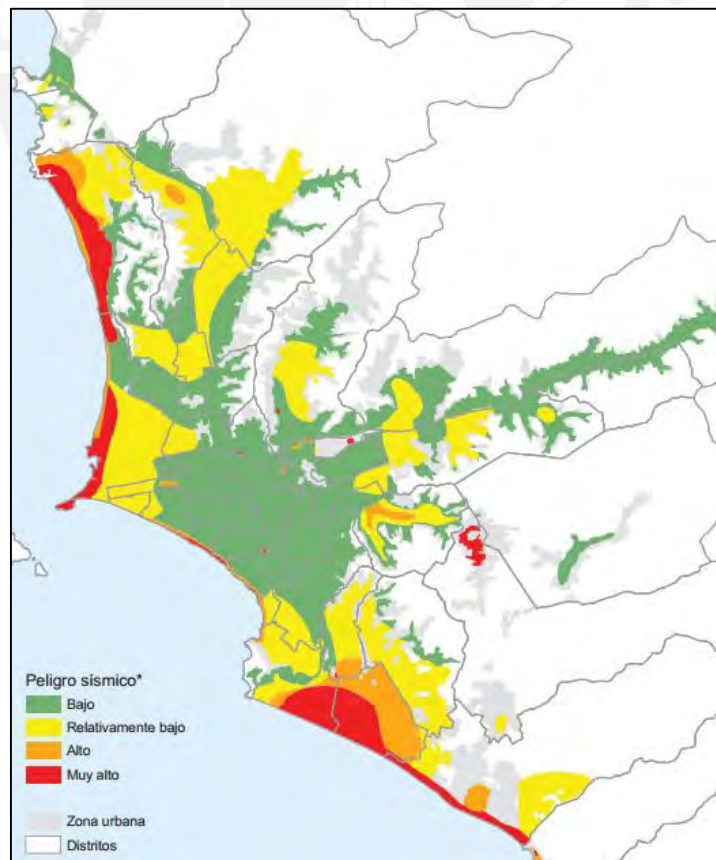 Peligro sísmico*
Bajo
Relativamente bajo
Alto
Muy alto
Zona urbana
Distritos